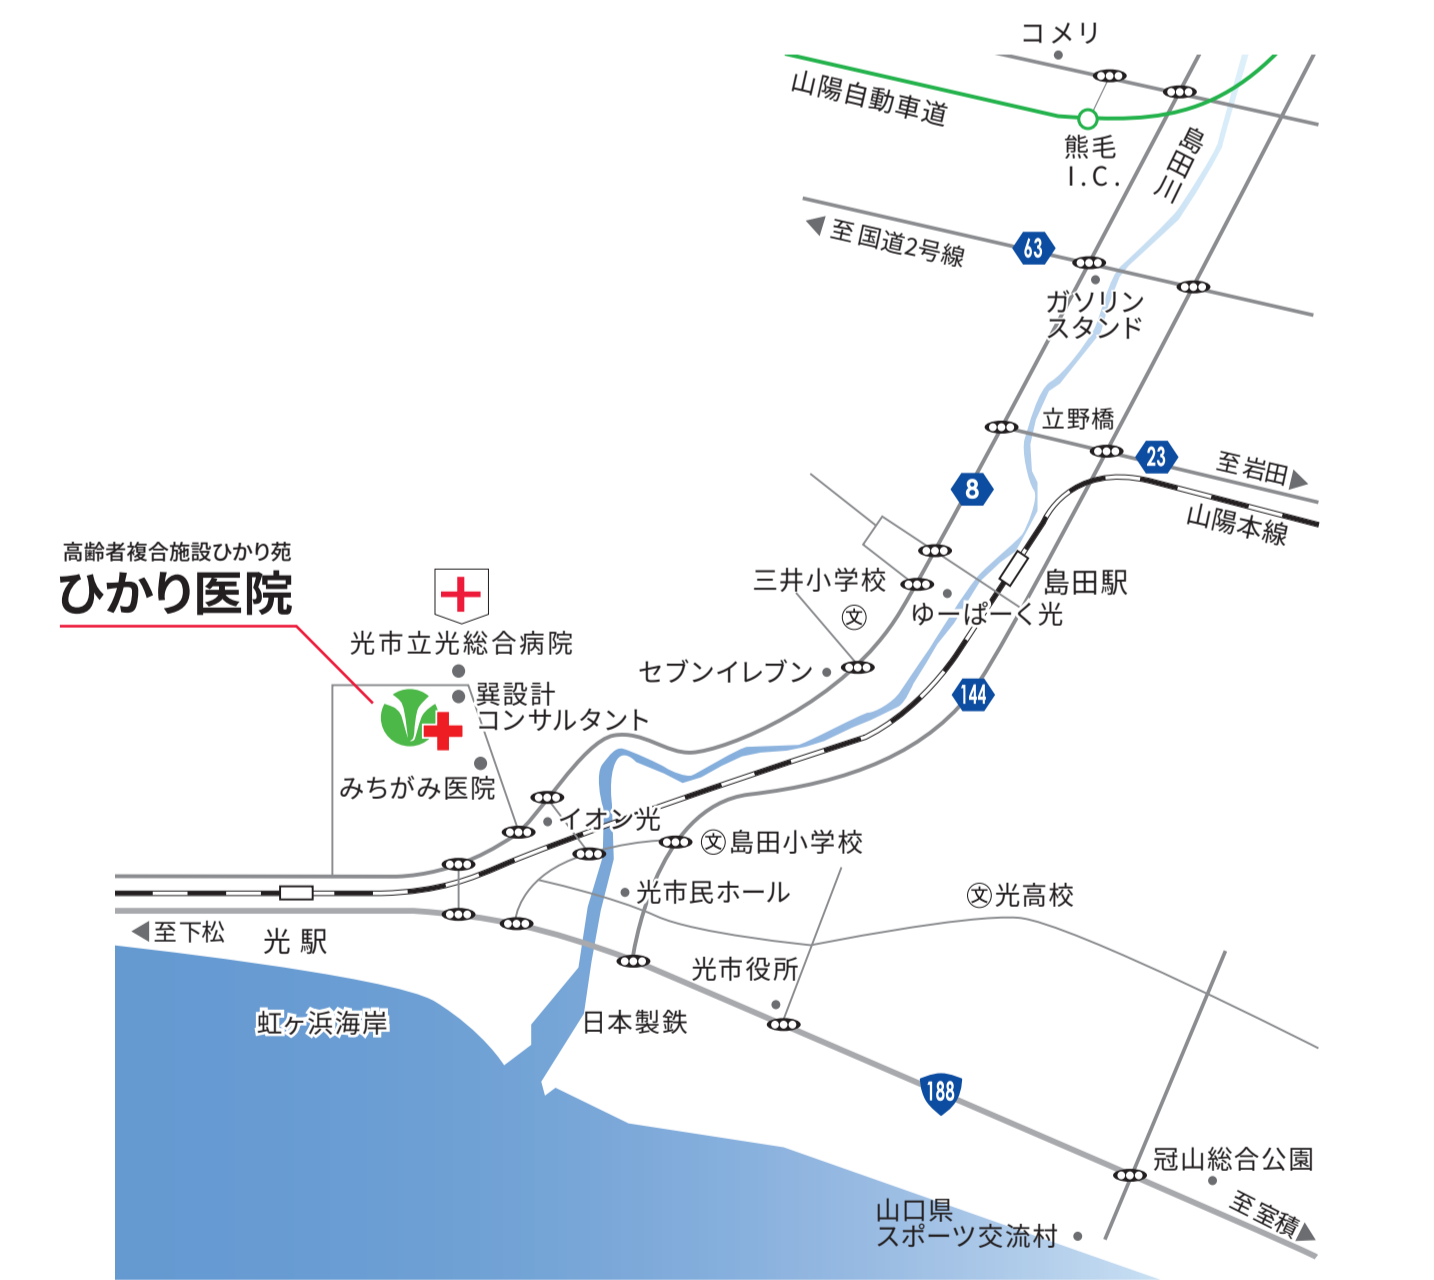 コメリ
山陽自動車道
熊毛
I.C.
島田川
至 国道2号線
63
ガソリン
スタンド
立野橋
23
至 岩田
8
山陽本線
高齢者複合施設ひかり苑
ひかり医院
三井小学校
島田駅
文
ゆーぱーく光
光市立光総合病院
セブンイレブン
144
巽設計
コンサルタント
みちがみ医院
イオン光
文
島田小学校
光市民ホール
文
光高校
至下松
光 駅
光市役所
虹ヶ浜海岸
日本製鉄
188
冠山総合公園
至 室積
山口県
スポーツ交流村